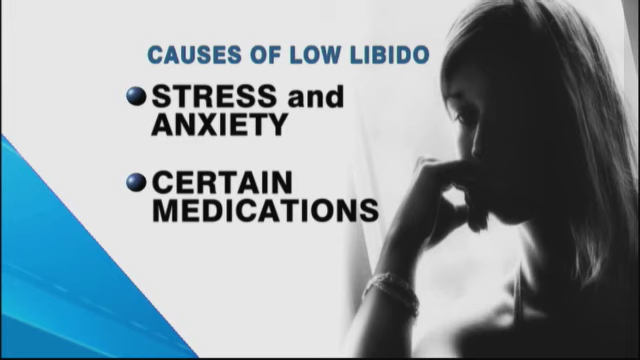 CAUSES OF LOW LIBIDO
STRESS and
ANXIETY
CERTAIN
MEDICATIONS